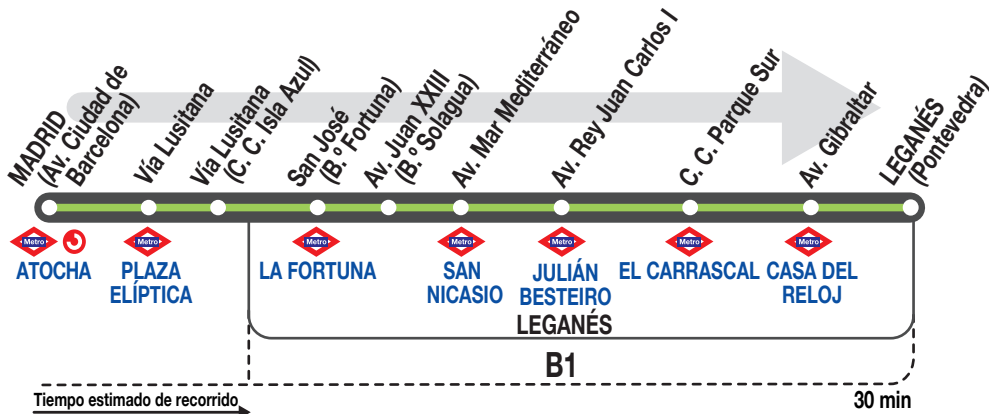 MADRID
(Av. Ciudad de
Barcelona)
Vía Lusitana
Vía Lusitana
(C. C. Isla Azul)
San José
(B.º Fortuna)
Av. Juan XXIII
(B.º Solagua)
Av. Mar Mediterráneo
Av. Rey Juan Carlos I
C. C. Parque Sur
Av. Gibraltar
LEGANÉS
(Pontevedra)
Metro
ATOCHA
Metro
PLAZA
ELÍPTICA
Metro
LA FORTUNA
Metro
SAN
NICASIO
Metro
JULIÁN
BESTEIRO
Metro
EL CARRASCAL
Metro
CASA DEL
RELOJ
LEGANÉS
B1
Tiempo estimado de recorrido
30 min